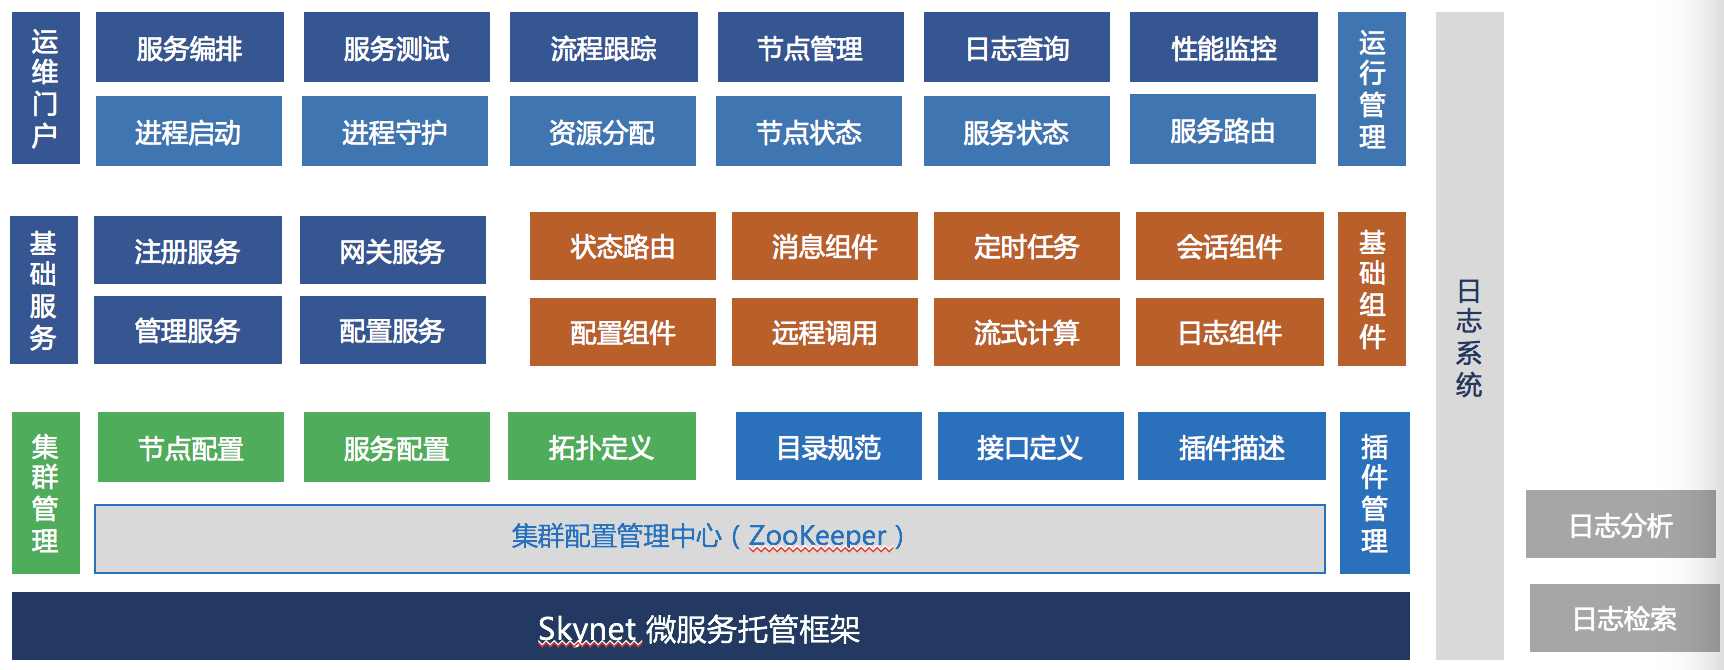 运维门户
服务编排
服务测试
流程跟踪
节点管理
日志查询
性能监控
运行管理
进程启动
进程守护
资源分配
节点状态
服务状态
服务路由
基础服务
注册服务
网关服务
状态路由
消息组件
定时任务
会话组件
基础组件
管理服务
配置服务
配置组件
远程调用
流式计算
日志组件
日志系统
集群管理
节点配置
服务配置
拓扑定义
目录规范
接口定义
插件描述
插件管理
集群配置管理中心（ZooKeeper）
日志分析
日志检索
Skynet 微服务托管框架